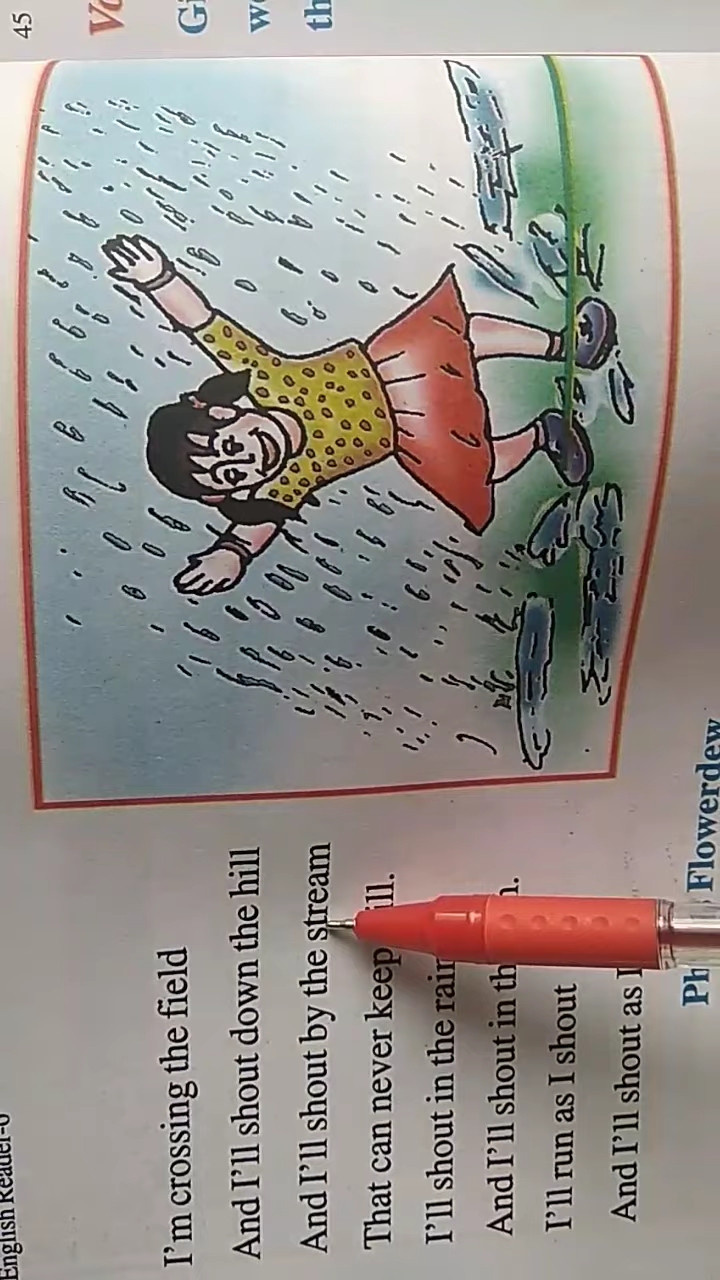 English Reader-
I'm crossing the field
And I'll shout down the hill
And I'll shout by the stream
That can never keep
I'll shout in the rain
And I'll shout in
I'll run as I shout
And I'll shout as I
Flowerdew
45